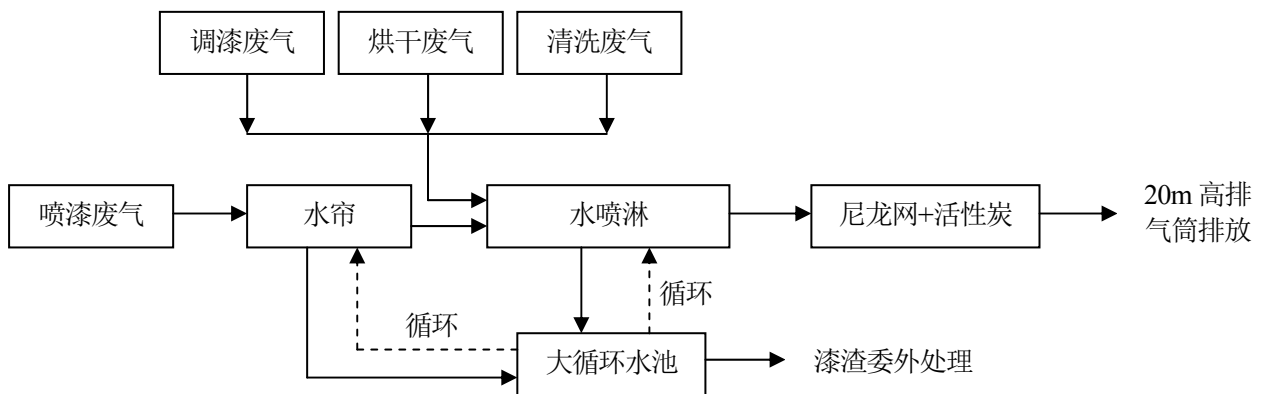 调漆废气
烘干废气
清洗废气
喷漆废气
水帘
水喷淋
尼龙网+活性炭
20m 高排
气筒排放
循环
循环
大循环水池
漆渣委外处理